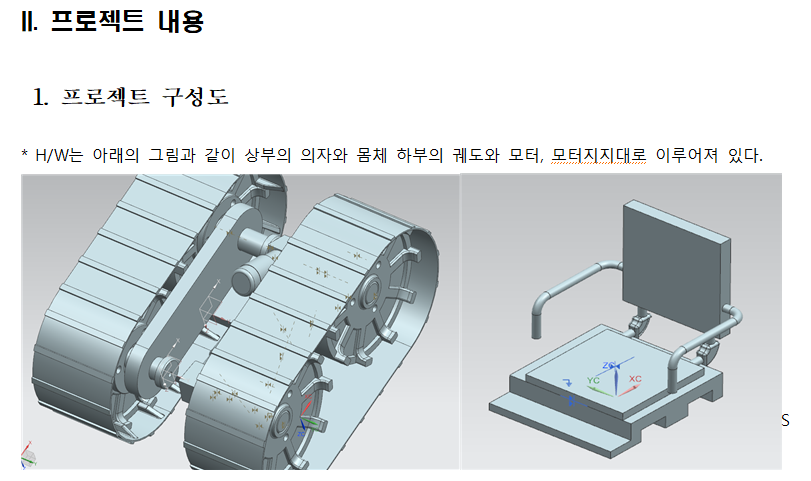 II. 프로젝트 내용
1. 프로젝트 구성도
* H/W는 아래의 그림과 같이 상부의 의자와 몸체 하부의 궤도와 모터, 모터지지대로 이루어져 있다.
ZC
YC
XC
S